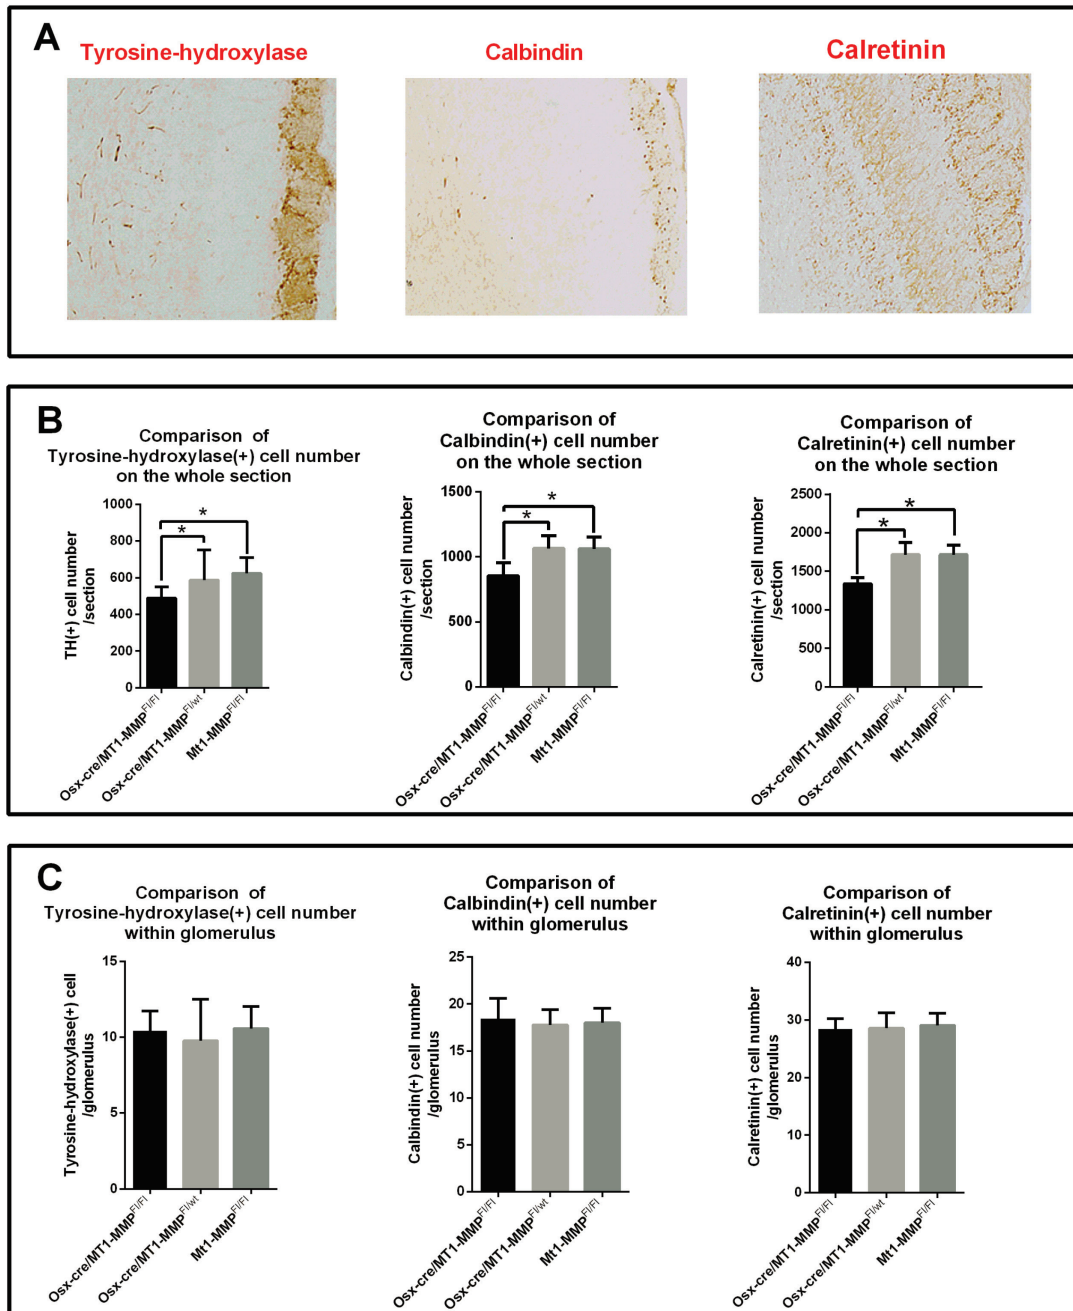 A
Tyrosine-hydroxylase
Calbindin
Calretinin
B
Comparison of
Tyrosine-hydroxylase(+) cell number
on the whole section
TH(+) cell number
/section
1000
800
600
400
200
0
*
*
Osx-cre/MT1-MMP^Fl/Fl
Osx-cre/MT1-MMP^Fl/wt
Mt1-MMP^Fl/Fl
Comparison of
Calbindin(+) cell number
on the whole section
Calbindin(+) cell number
/section
1500
1000
500
0
*
*
Osx-cre/MT1-MMP^Fl/Fl
Osx-cre/MT1-MMP^Fl/wt
Mt1-MMP^Fl/Fl
Comparison of
Calretinin(+) cell number
on the whole section
Calretinin(+) cell number
/section
2500
2000
1500
1000
500
0
*
*
Osx-cre/MT1-MMP^Fl/Fl
Osx-cre/MT1-MMP^Fl/wt
Mt1-MMP^Fl/Fl
C
Comparison of
Tyrosine-hydroxylase(+) cell number
within glomerulus
Tyrosine-hydroxylase(+) cell
/glomerulus
15
10
5
0
Osx-cre/MT1-MMP^Fl/Fl
Osx-cre/MT1-MMP^Fl/wt
Mt1-MMP^Fl/Fl
Comparison of
Calbindin(+) cell number
within glomerulus
Calbindin(+) cell number
/glomerulus
25
20
15
10
5
0
Osx-cre/MT1-MMP^Fl/Fl
Osx-cre/MT1-MMP^Fl/wt
Mt1-MMP^Fl/Fl
Comparison of
Calretinin(+) cell number
within glomerulus
Calretinin(+) cell number
/glomerulus
40
30
20
10
0
Osx-cre/MT1-MMP^Fl/Fl
Osx-cre/MT1-MMP^Fl/wt
Mt1-MMP^Fl/Fl